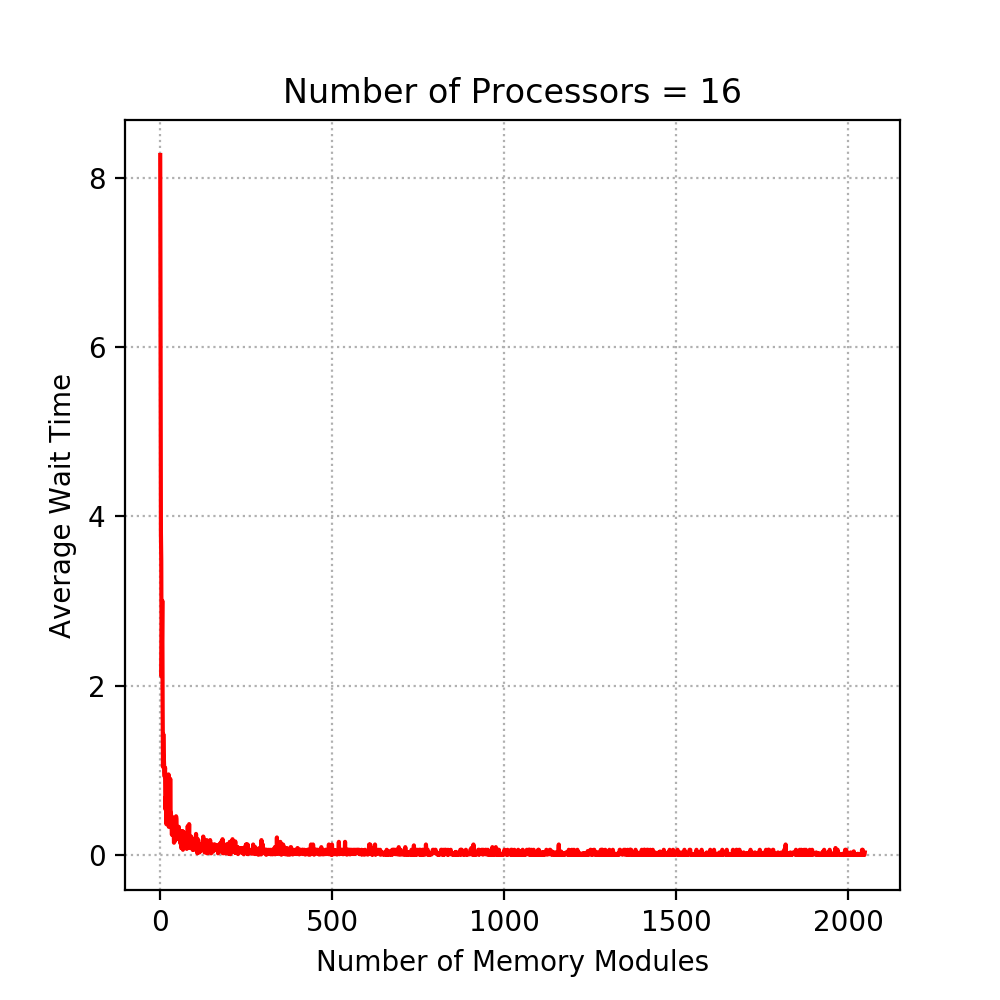 Number of Processors = 16
8
6
4
2
0
Average Wait Time
0 500 1000 1500 2000
Number of Memory Modules